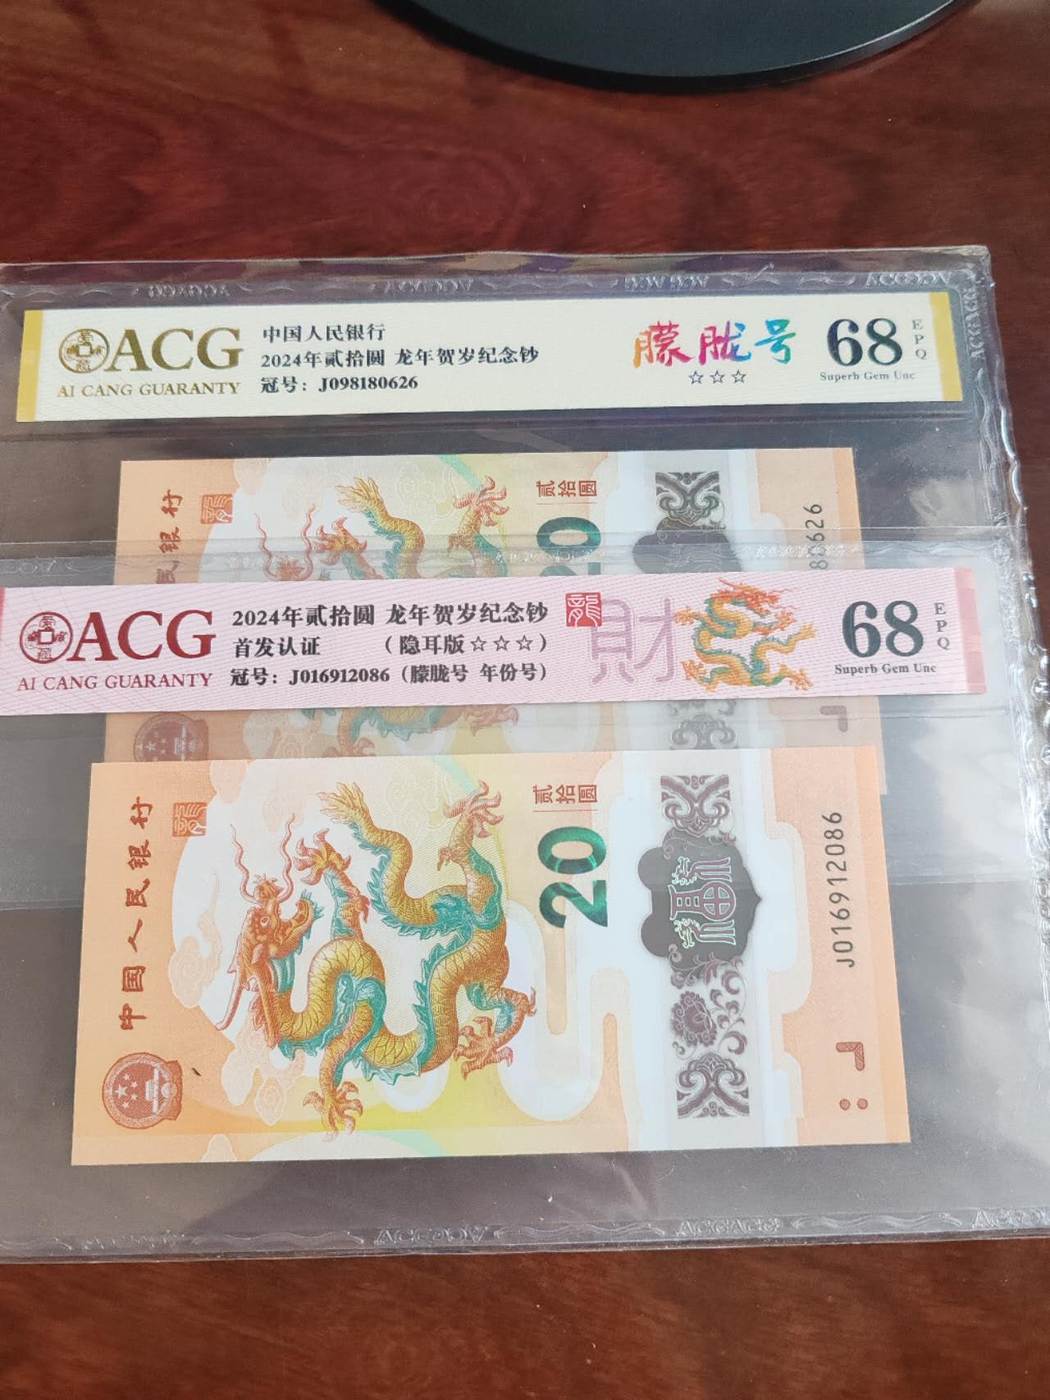 ACG
AI CANG GUARANTY
中国人民银行
2024年贰拾圆 龙年贺岁纪念钞
冠号：J098180626
朦胧号
☆☆☆
68
EPQ
Superb Gem Unc
贰拾圆
20
ACG
AI CANG GUARANTY
2024年贰拾圆 龙年贺岁纪念钞
首发认证 （隐耳版☆☆☆）
冠号：J016912086（朦胧号 年份号）
財
68
EPQ
Superb Gem Unc
中国人民银行
贰拾圆
20
J016912086